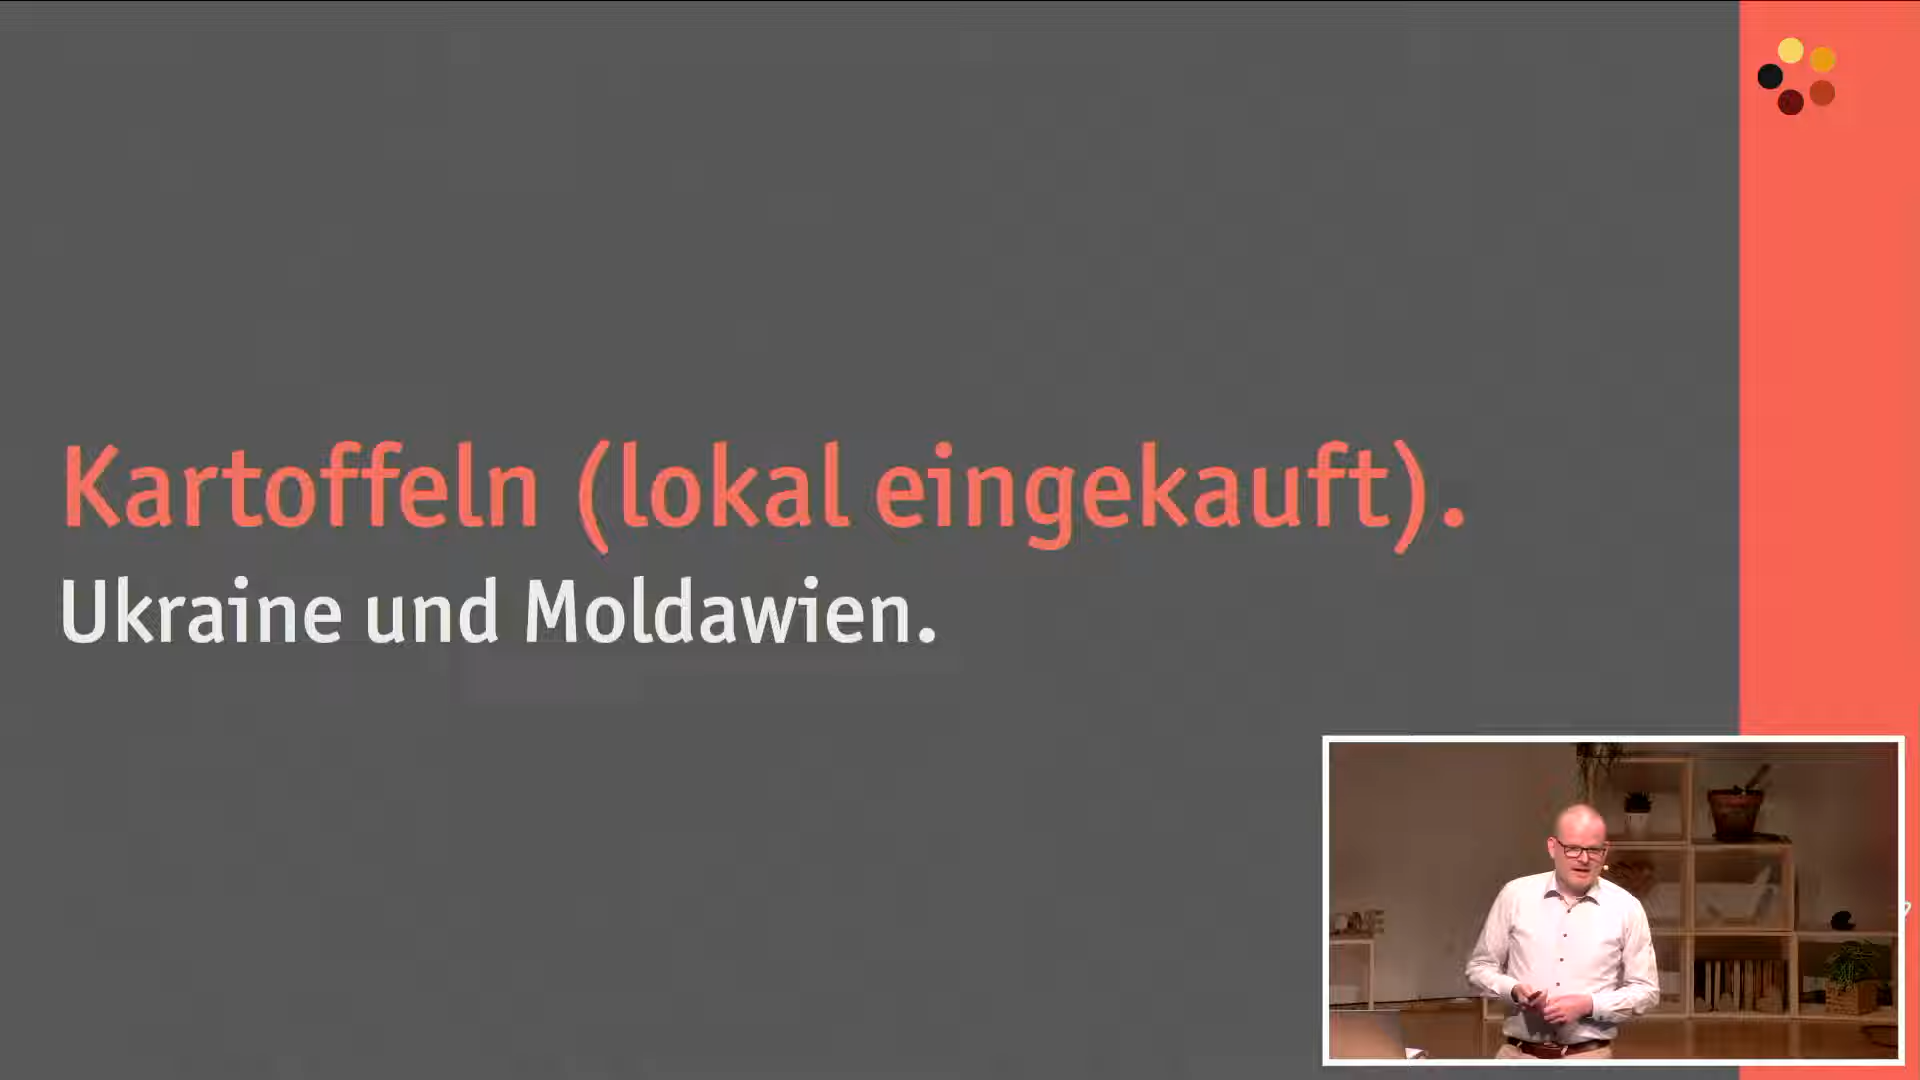 Kartoffeln (lokal eingekauft).
Ukraine und Moldawien.